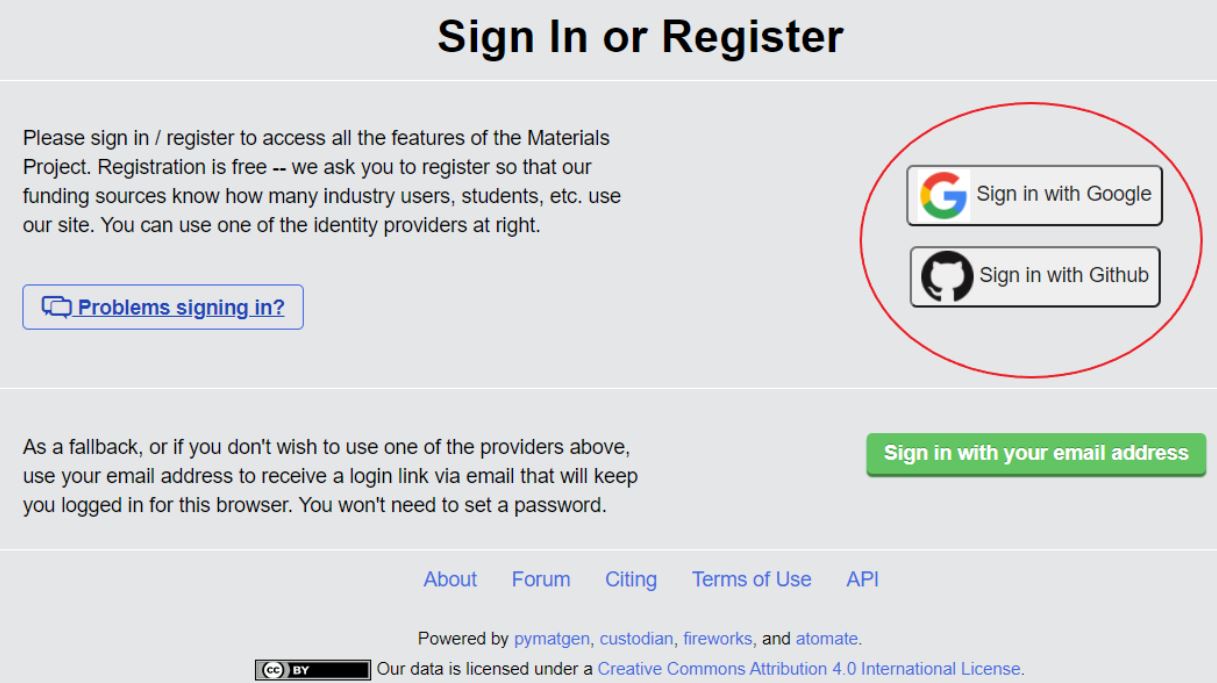 Sign In or Register
Please sign in / register to access all the features of the Materials
Project. Registration is free -- we ask you to register so that our
funding sources know how many industry users, students, etc. use
our site. You can use one of the identity providers at right.
Sign in with Google
Sign in with Github
Problems signing in?
As a fallback, or if you don't wish to use one of the providers above,
use your email address to receive a login link via email that will keep
you logged in for this browser. You won't need to set a password.
Sign in with your email address
About Forum Citing Terms of Use API
Powered by pymatgen, custodian, fireworks, and atomate.
cc BY Our data is licensed under a Creative Commons Attribution 4.0 International License.